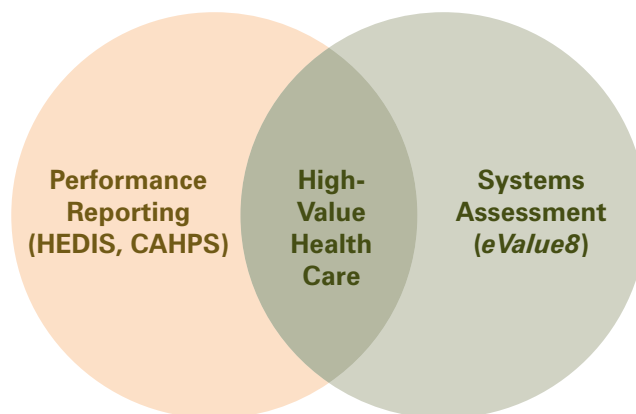 Performance
Reporting
(HEDIS, CAHPS)
High-
Value
Health
Care
Systems
Assessment
(eValue8)